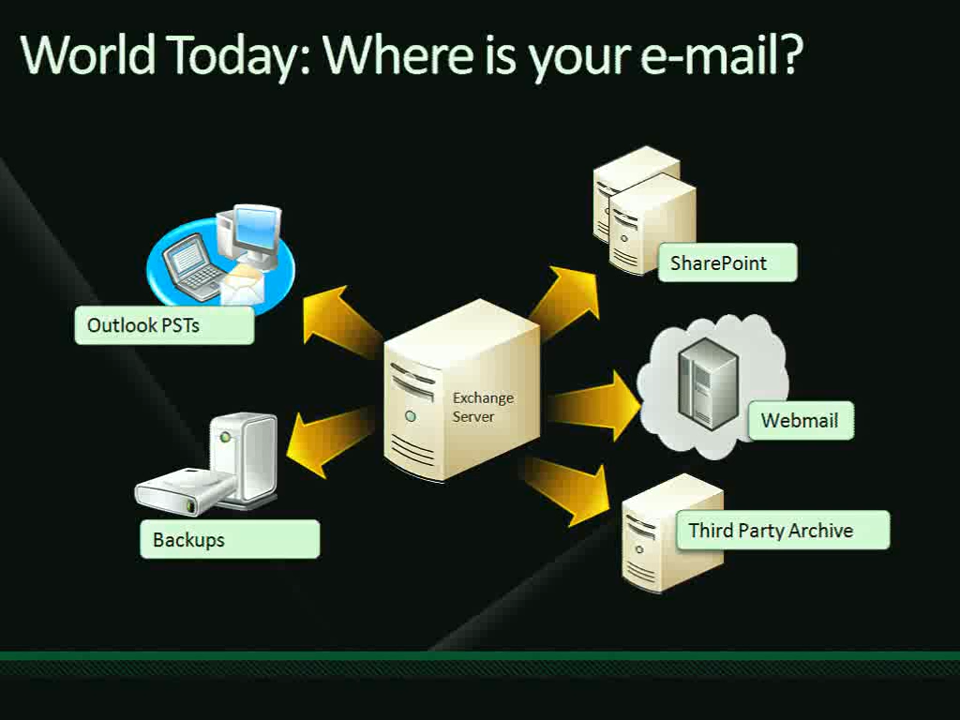 World Today: Where is your e-mail?
SharePoint
Outlook PSTs
Exchange
Server
Webmail
Third Party Archive
Backups